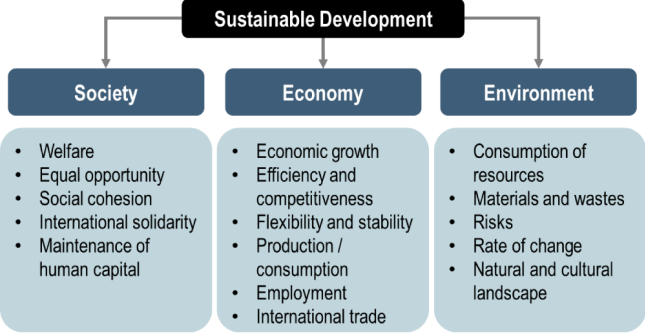 Sustainable Development
Society
Economy
Environment
• Welfare
• Equal opportunity
• Social cohesion
• International solidarity
• Maintenance of
human capital
• Economic growth
• Efficiency and
competitiveness
• Flexibility and stability
• Production /
consumption
• Employment
• International trade
• Consumption of
resources
• Materials and wastes
• Risks
• Rate of change
• Natural and cultural
landscape